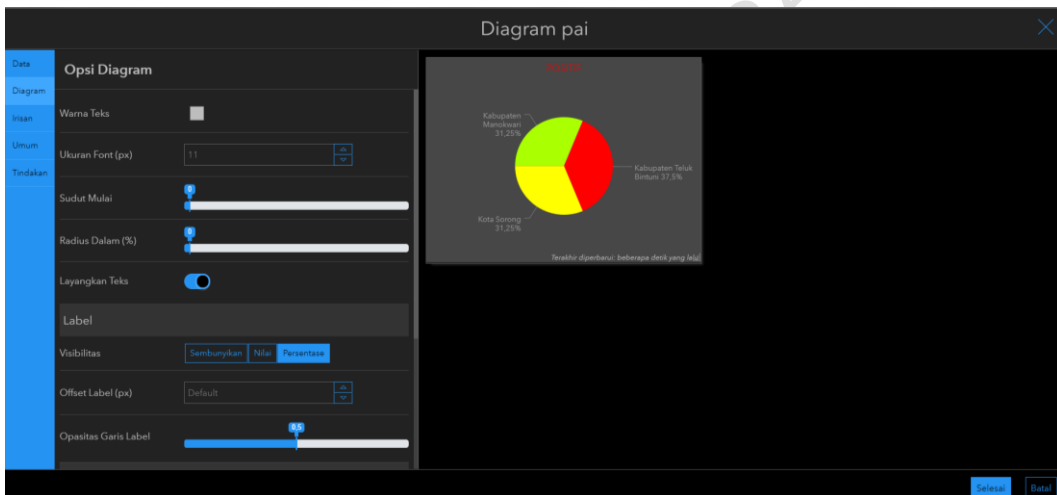 Diagram pai
Data
Diagram
Irisan
Umum
Tindakan
Opsi Diagram
Warna Teks
Ukuran Font (px)
11
Sudut Mulai
0
Radius Dalam (%)
0
Layangkan Teks
Label
Visibilitas
Sembunyikan
Nilai
Persentase
Offset Label (px)
Default
Opasitas Garis Label
0,5
Kabupaten
Manokwari
31,25%
Kabupaten Teluk
Bintuni 37,5%
Kota Sorong
31,25%
Terakhir diperbarui: beberapa detik yang lalu
Selesai
Batal